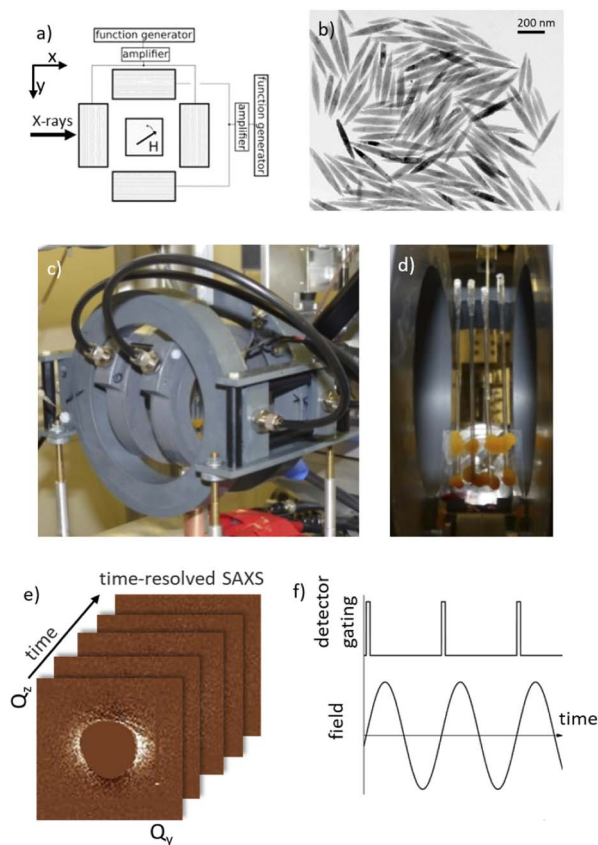 a)
function generator
amplifier
x
y
X-rays
H
amplifier
function generator
b)
200 nm
c)
d)
e)
time-resolved SAXS
time
Qz
Qy
f)
detector
gating
field
time